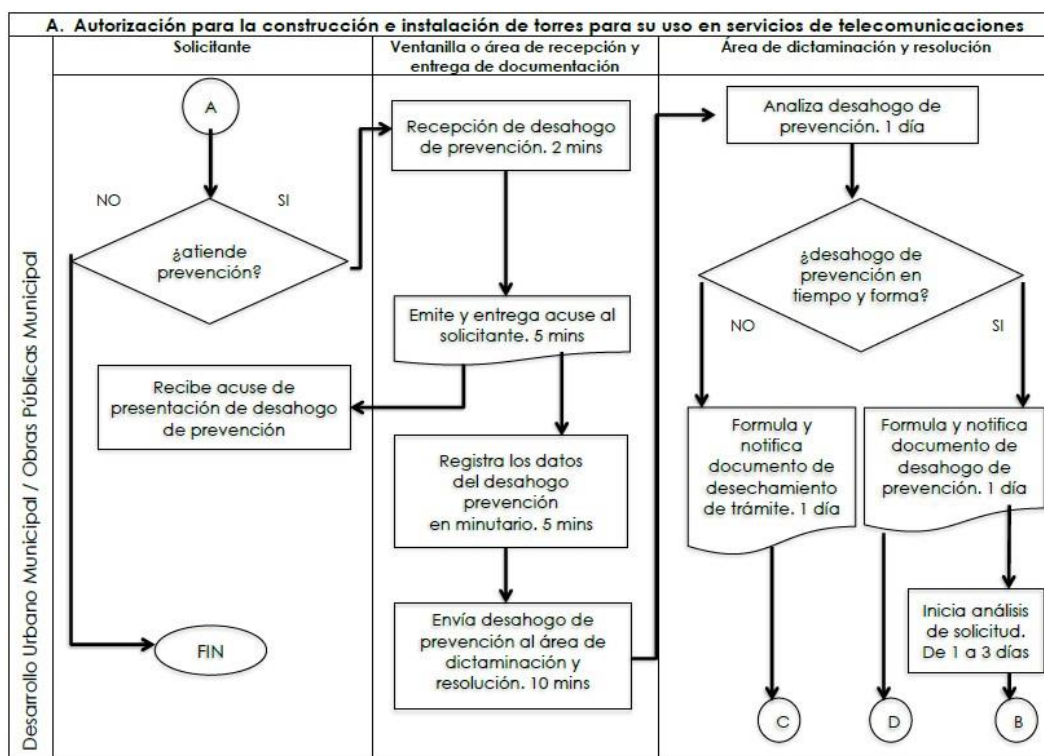 A. Autorización para la construcción e instalación de torres para su uso en servicios de telecomunicaciones
Solicitante
Ventanilla o área de recepción y
entrega de documentación
Área de dictaminación y resolución
Desarrollo Urbano Municipal / Obras Públicas Municipal
A
NO
SI
¿atiende
prevención?
Recibe acuse de
presentación de desahogo
de prevención
FIN
Recepción de desahogo
de prevención. 2 mins
Emite y entrega acuse al
solicitante. 5 mins
Registra los datos
del desahogo
prevención
en minutario. 5 mins
Envía desahogo de
prevención al área de
dictaminación y
resolución. 10 mins
Analiza desahogo de
prevención. 1 día
¿desahogo de
prevención en
tiempo y forma?
NO
SI
Formula y
notifica
documento de
desechamiento
de trámite. 1 día
Formula y notifica
documento de
desahogo de
prevención. 1 día
Inicia análisis
de solicitud.
De 1 a 3 días
C
D
B